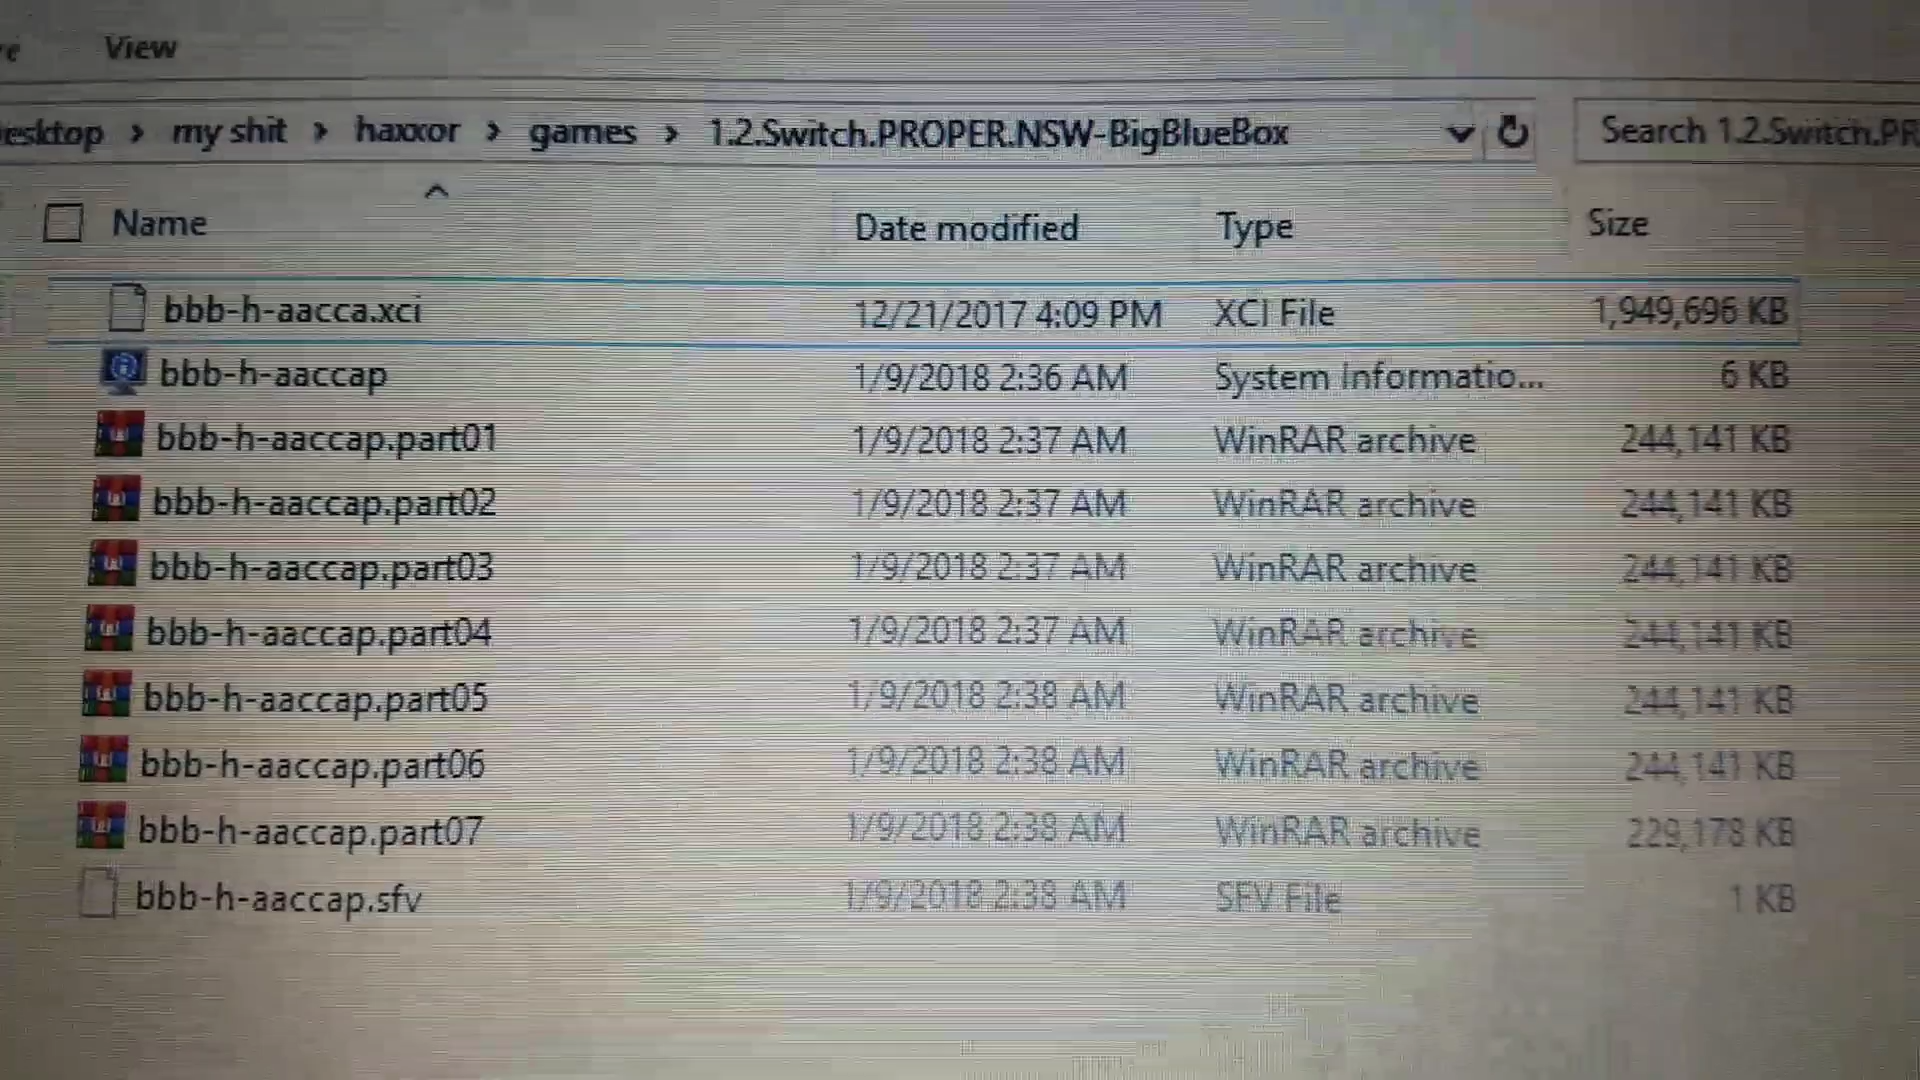 View
esktop > my shit > haxxor > games > 1.2.Switch.PROPER.NSW-BigBlueBox Search 1.2.Switch.PR
Name Date modified Type Size
bbb-h-aacca.xci 12/21/2017 4:09 PM XCI File 1,949,696 KB
bbb-h-aaccap 1/9/2018 2:36 AM System Informatio... 6 KB
bbb-h-aaccap.part01 1/9/2018 2:37 AM WinRAR archive 244,141 KB
bbb-h-aaccap.part02 1/9/2018 2:37 AM WinRAR archive 244,141 KB
bbb-h-aaccap.part03 1/9/2018 2:37 AM WinRAR archive 244,141 KB
bbb-h-aaccap.part04 1/9/2018 2:37 AM WinRAR archive 244,141 KB
bbb-h-aaccap.part05 1/9/2018 2:38 AM WinRAR archive 244,141 KB
bbb-h-aaccap.part06 1/9/2018 2:38 AM WinRAR archive 244,141 KB
bbb-h-aaccap.part07 1/9/2018 2:38 AM WinRAR archive 229,178 KB
bbb-h-aaccap.sfv 1/9/2018 2:38 AM SFV File 1 KB